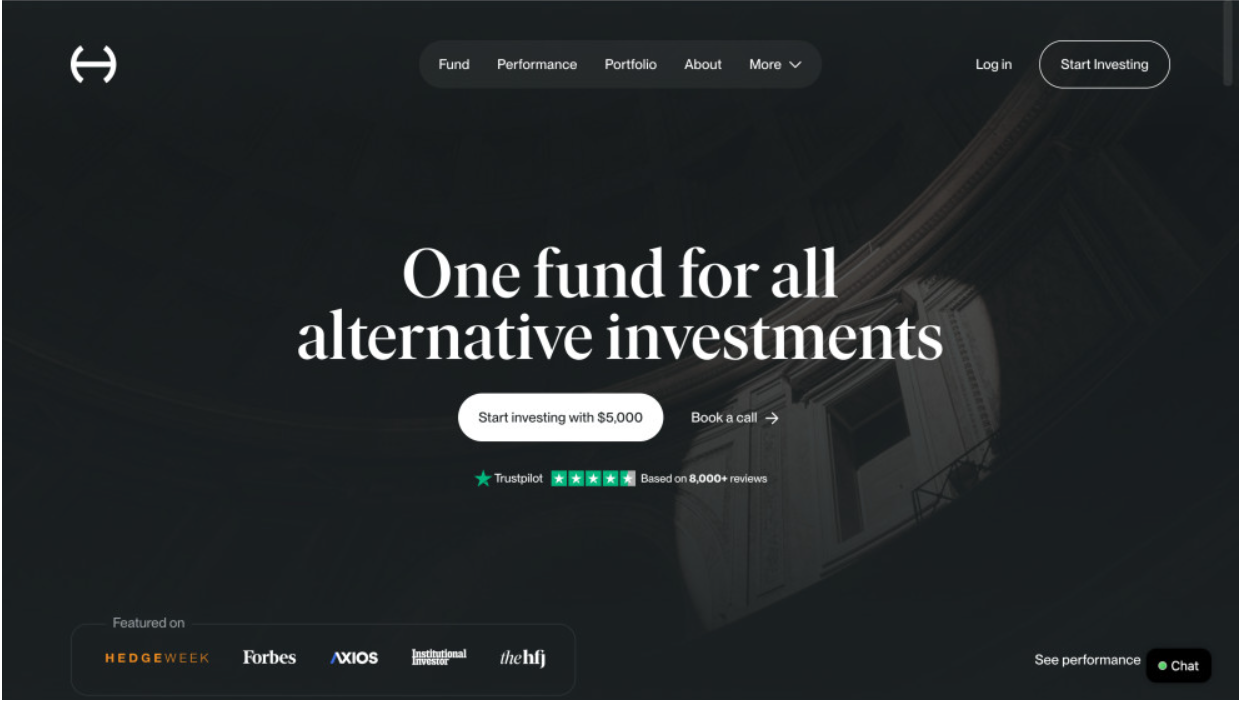 Fund Performance Portfolio About More Log in Start Investing
One fund for all
alternative investments
Start investing with $5,000 Book a call →
Trustpilot Based on 8,000+ reviews
Featured on
HEDGEWEEK Forbes AXIOS Institutional Investor thehfj
See performance Chat